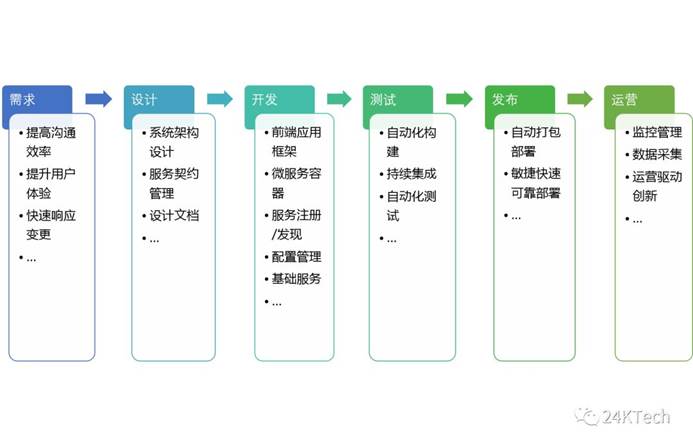 需求
提高沟通
效率
提升用户
体验
快速响应
变更
...
设计
系统架构
设计
服务契约
管理
设计文档
...
开发
前端应用
框架
微服务容
器
服务注册
/发现
配置管理
基础服务
...
测试
自动化构
建
持续集成
自动化测
试
...
发布
自动打包
部署
敏捷快速
可靠部署
...
运营
监控管理
数据采集
运营驱动
创新
...
24KTech